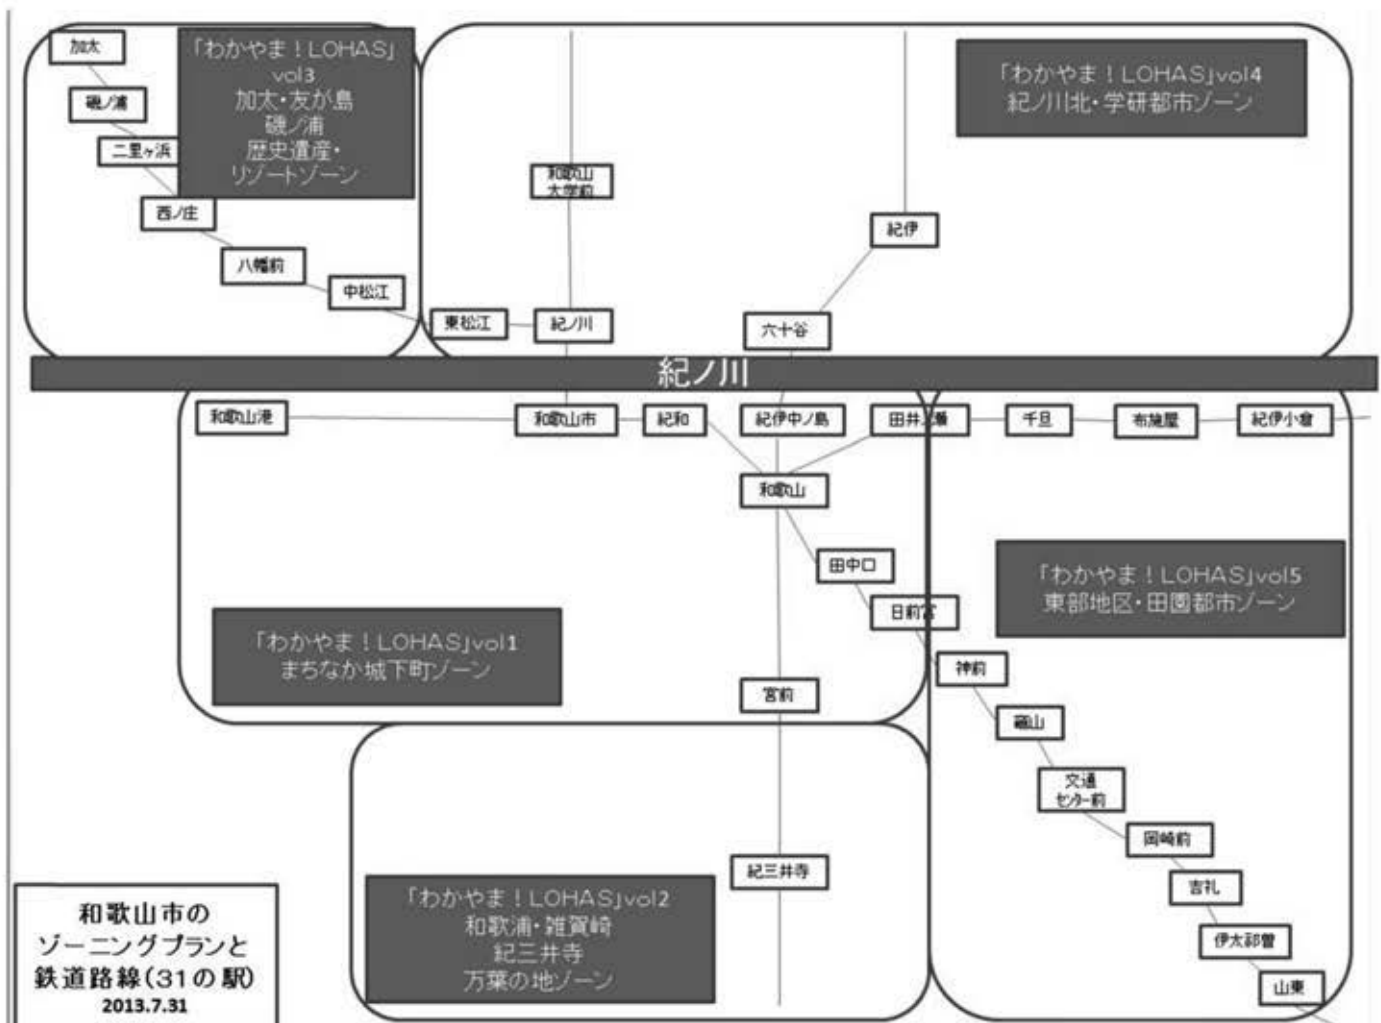 加太
磯ノ浦
二里ヶ浜
西ノ庄
八幡前
中松江
「わかやま！LOHAS」
vol3
加太・友が島
磯ノ浦
歴史遺産・
リゾートゾーン
「わかやま！LOHAS」vol4
紀ノ川北・学研都市ゾーン
和歌山
大学前
紀伊
東松江
紀ノ川
六十谷
紀ノ川
和歌山港
和歌山市
紀和
紀伊中ノ島
田井ノ瀬
千旦
布施屋
紀伊小倉
和歌山
田中口
日前宮
「わかやま！LOHAS」vol5
東部地区・田園都市ゾーン
「わかやま！LOHAS」vol1
まちなか城下町ゾーン
宮前
神前
竈山
交通
センター前
岡崎前
吉礼
伊太祁曽
山東
紀三井寺
「わかやま！LOHAS」vol2
和歌浦・雑賀崎
紀三井寺
万葉の地ゾーン
和歌山市の
ゾーニングプランと
鉄道路線(31の駅)
2013.7.31